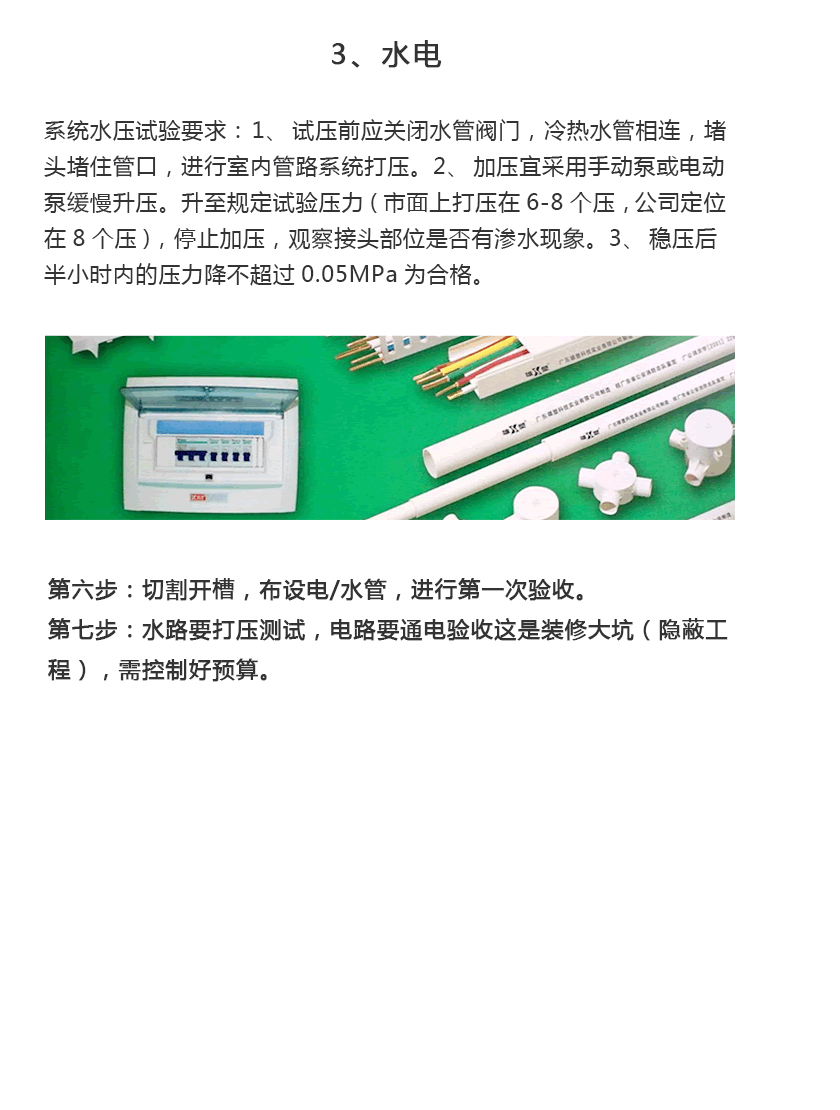 3、水电
系统水压试验要求：1、 试压前应关闭水管阀门，冷热水管相连，堵
头堵住管口，进行室内管路系统打压。2、 加压宜采用手动泵或电动
泵缓慢升压。升至规定试验压力（市面上打压在 6-8 个压，公司定位
在 8 个压），停止加压，观察接头部位是否有渗水现象。3、 稳压后
半小时内的压力降不超过 0.05MPa 为合格。
第六步：切割开槽，布设电/水管，进行第一次验收。
第七步：水路要打压测试，电路要通电验收这是装修大坑（隐蔽工
程），需控制好预算。